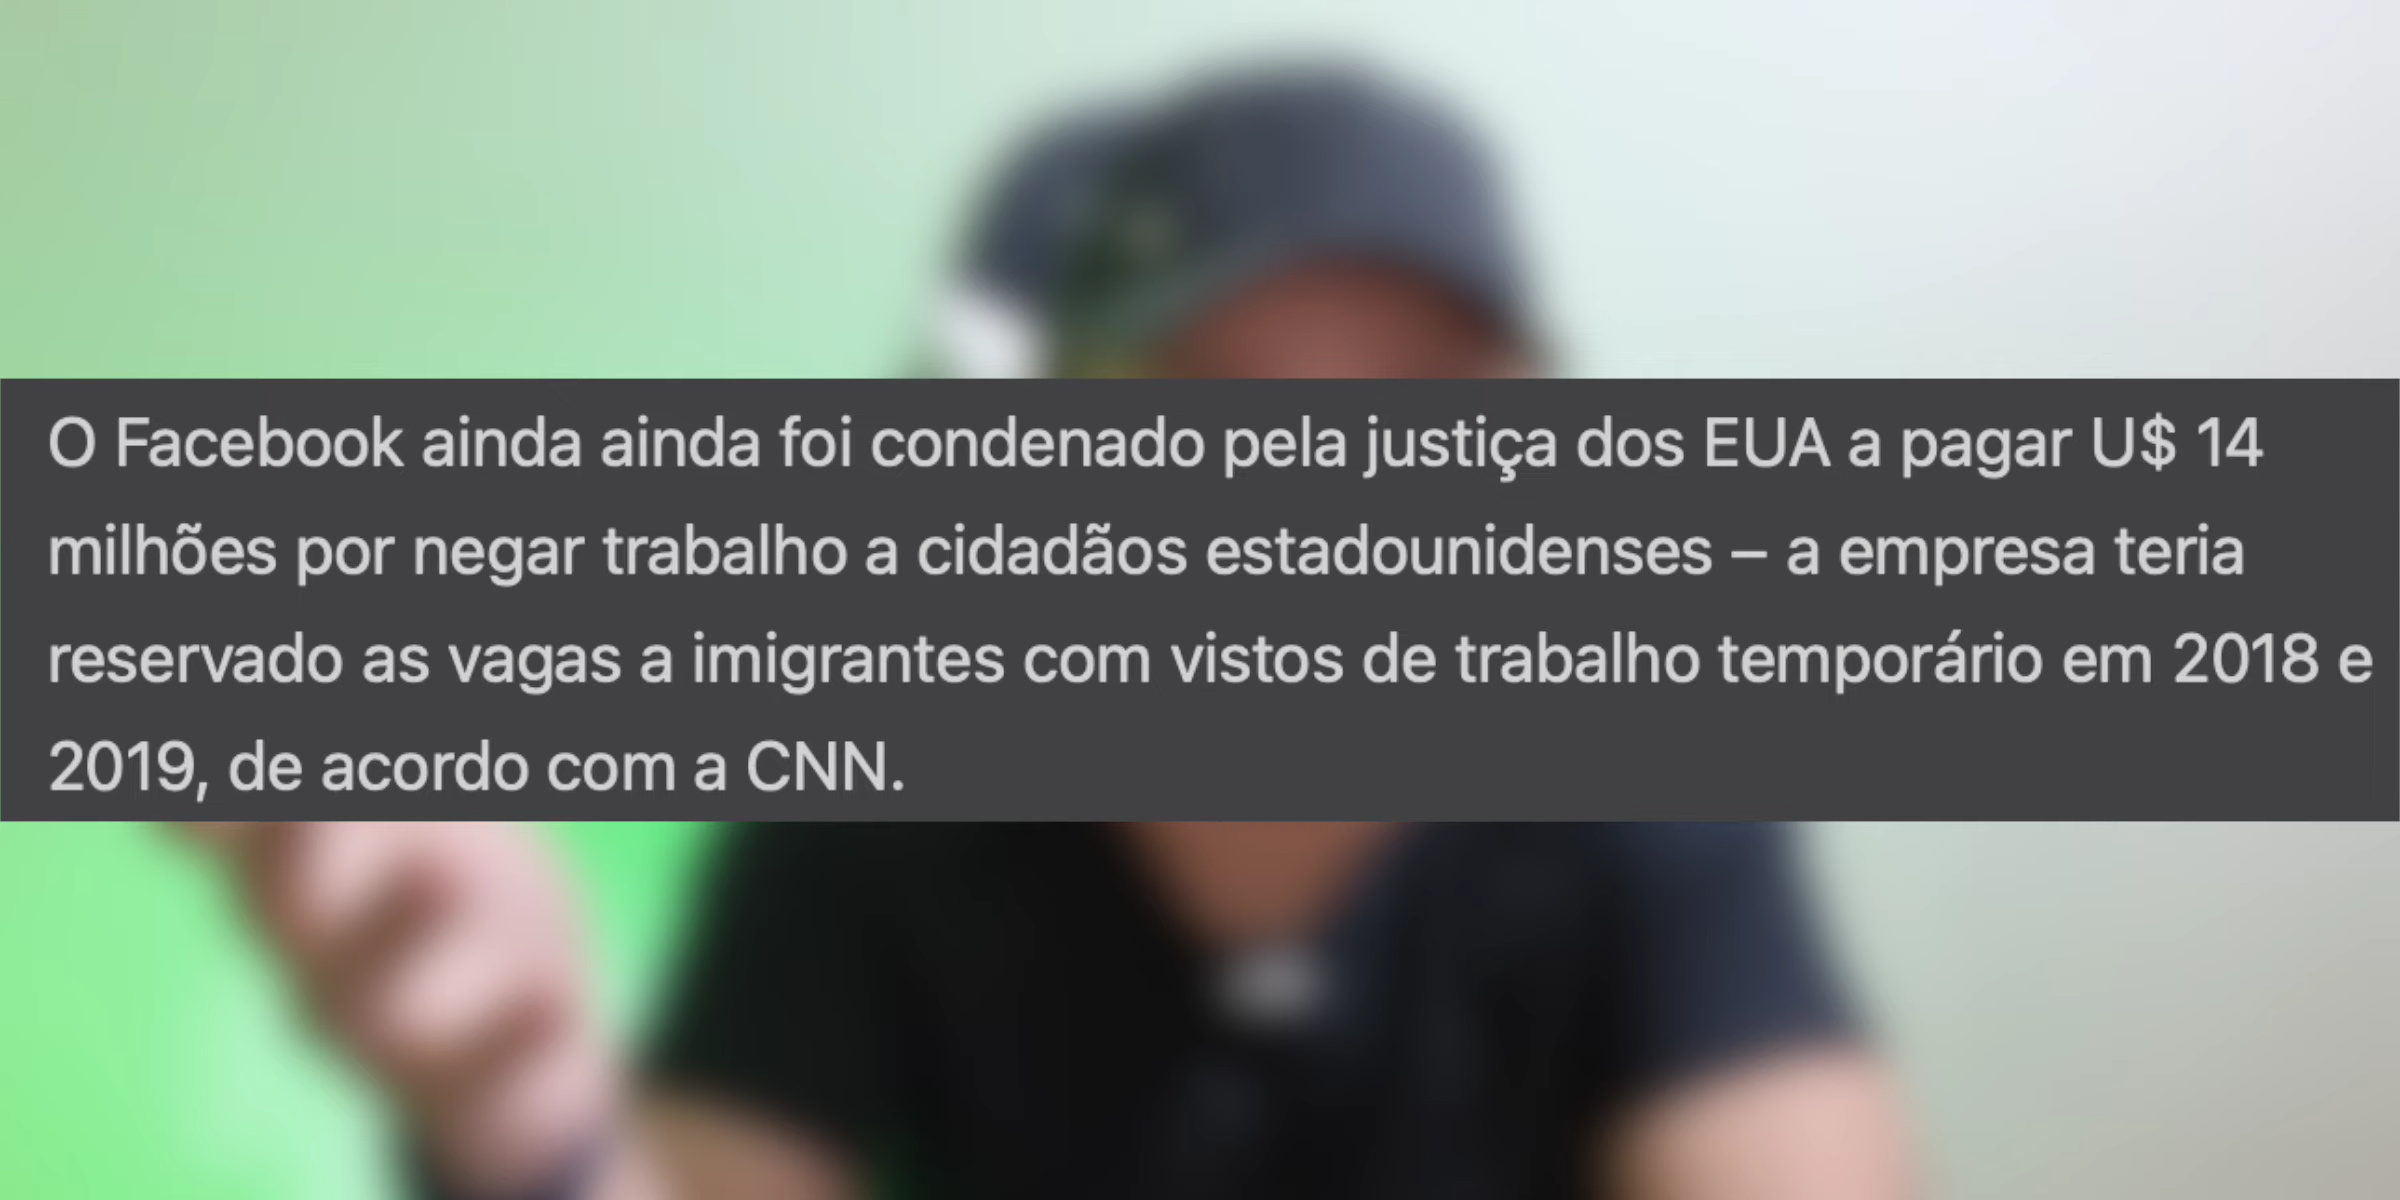 O Facebook ainda ainda foi condenado pela justiça dos EUA a pagar U$ 14
milhões por negar trabalho a cidadãos estadounidenses – a empresa teria
reservado as vagas a imigrantes com vistos de trabalho temporário em 2018 e
2019, de acordo com a CNN.